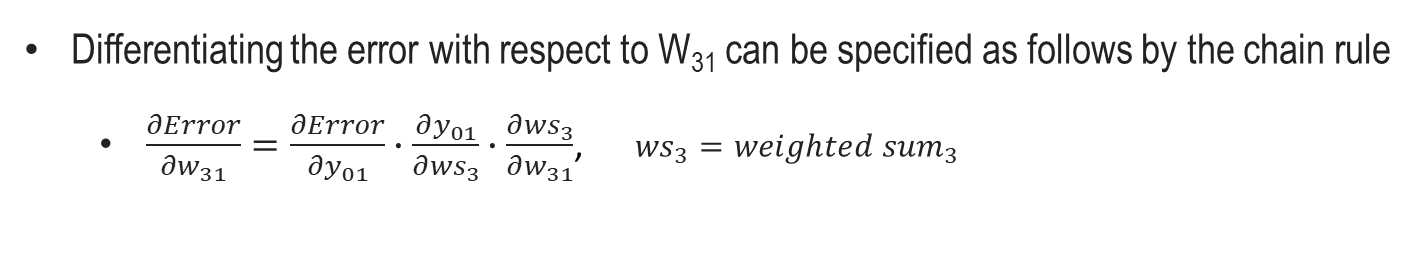 • Differentiating the error with respect to W₃₁ can be specified as follows by the chain rule
• ∂Error/∂w₃₁ = ∂Error/∂y₀₁ · ∂y₀₁/∂ws₃ · ∂ws₃/∂w₃₁, ws₃ = weighted sum₃